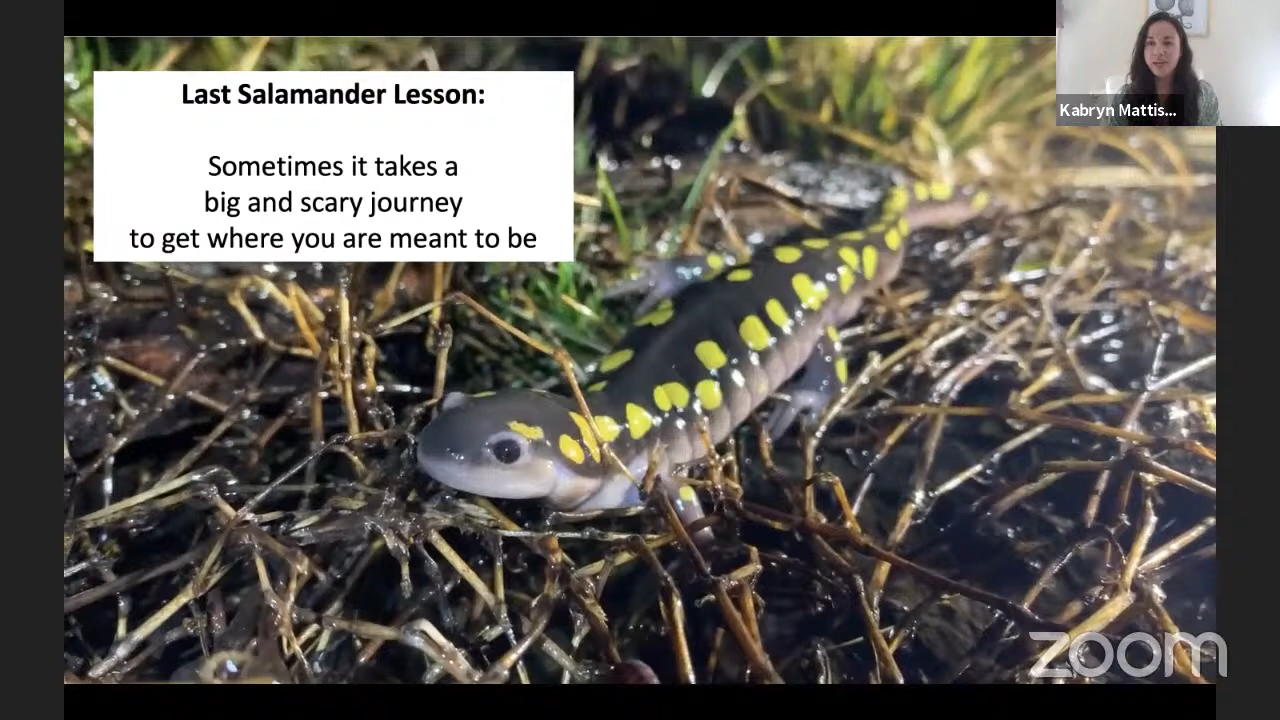 Last Salamander Lesson:
Sometimes it takes a
big and scary journey
to get where you are meant to be
Kabryn Mattis...
zoom